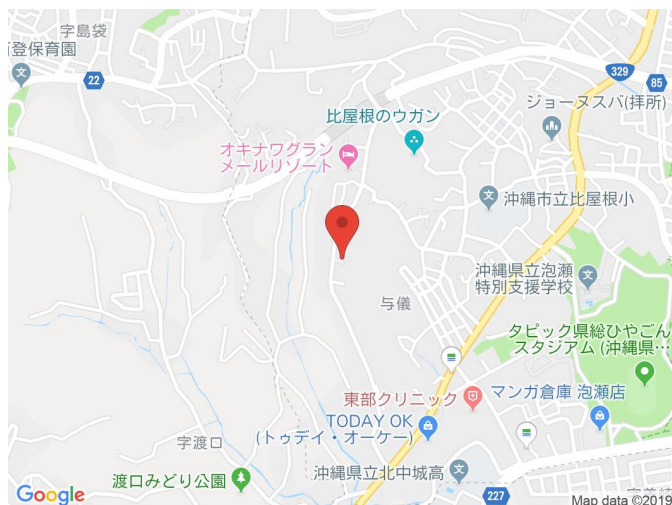 字島袋
登保育園
22
329
85
ジョーヌスバ(拝所)
比屋根のウガン
オキナワグラン
メールリゾート
文
文
沖縄市立比屋根小
沖縄県立泡瀬
特別支援学校
文
与儀
タピック県総ひやごん
スタジアム (沖縄県…
東部クリニック
マンガ倉庫 泡瀬店
TODAY OK
(トゥデイ・オーケー)
字渡口
渡口みどり公園
沖縄県立北中城高
文
227
Google
Map data ©2019